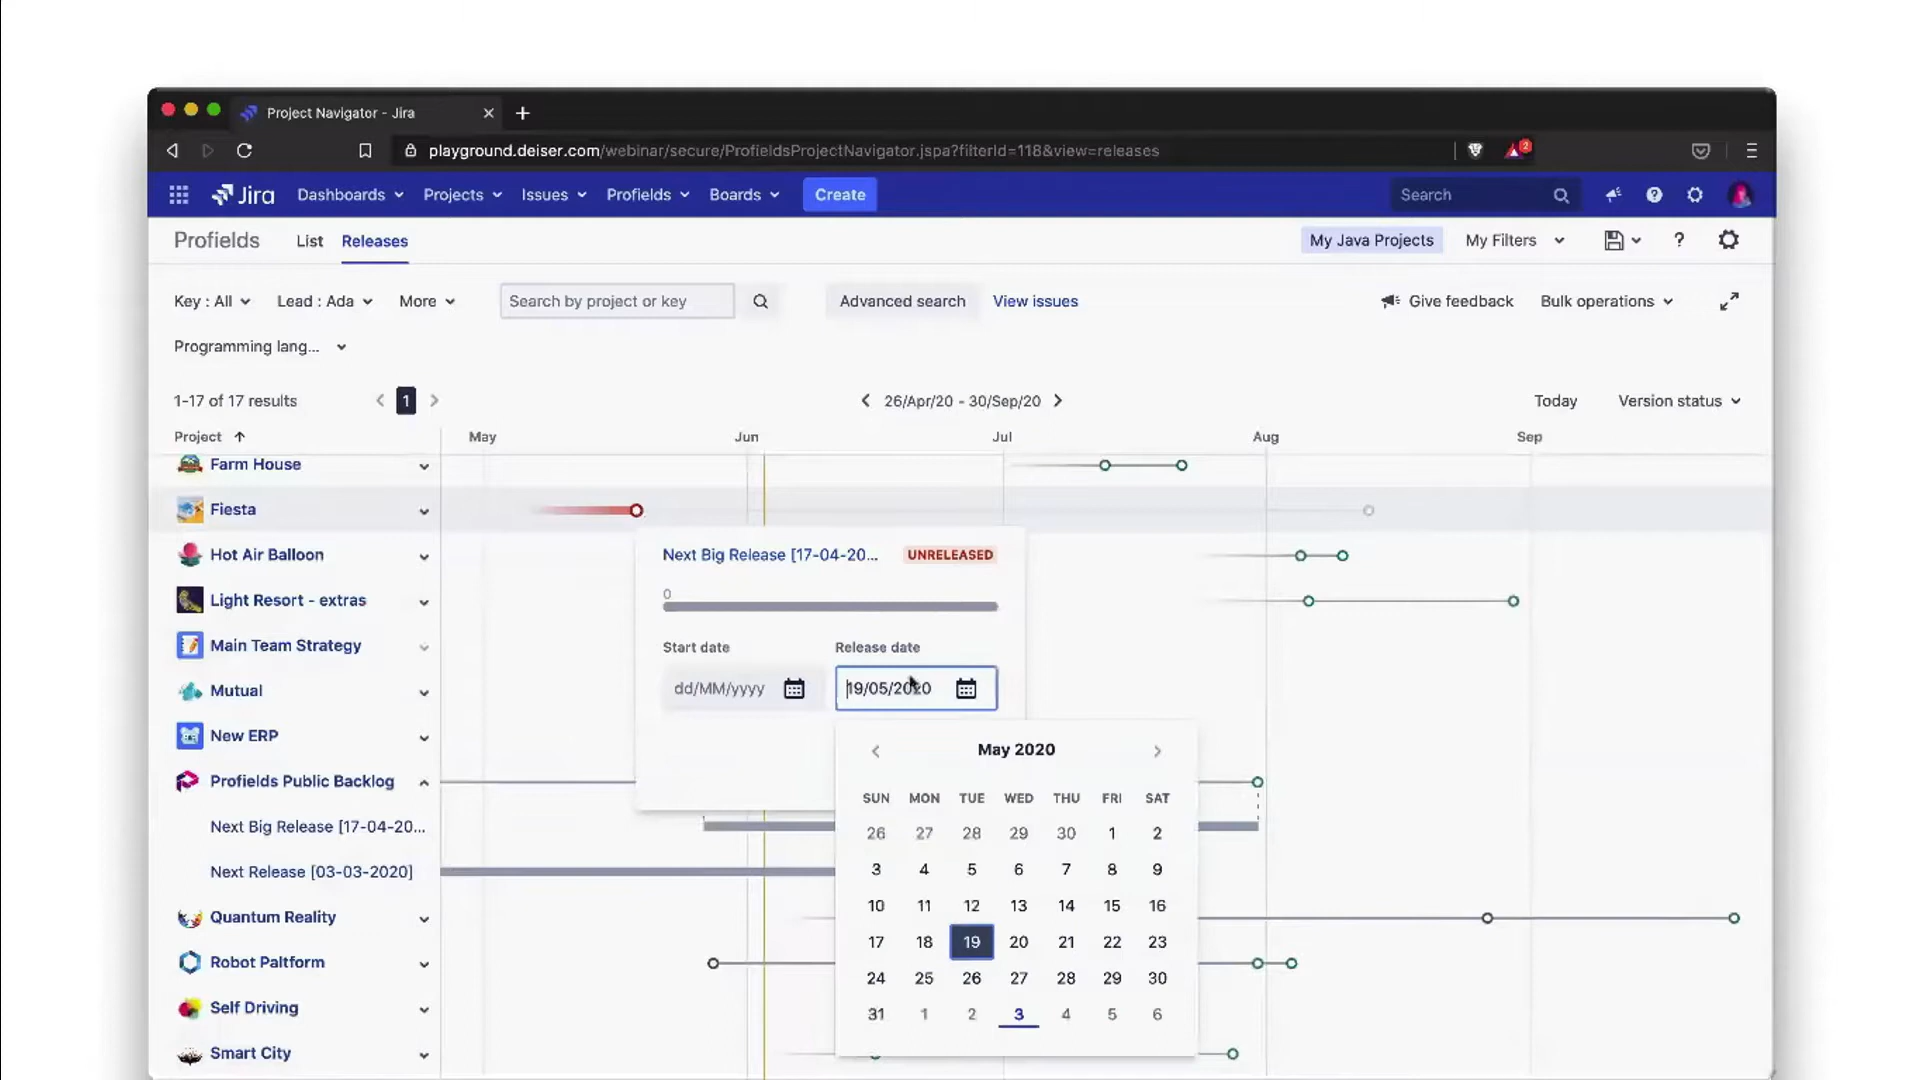 Project Navigator - Jira
playground.deiser.com/webinar/secure/ProfieldsProjectNavigator.jspa?filterId=118&view=releases
2
Jira Dashboards Projects Issues Profields Boards Create Search
Profields List Releases My Java Projects My Filters ?
Key : All Lead : Ada More Search by project or key Advanced search View issues Give feedback Bulk operations
Programming lang...
1-17 of 17 results 1 26/Apr/20 - 30/Sep/20 Today Version status
Project May Jun Jul Aug Sep
Farm House
Fiesta
Hot Air Balloon
Light Resort - extras
Main Team Strategy
Mutual
New ERP
Profields Public Backlog
Next Big Release [17-04-20...
Next Release [03-03-2020]
Quantum Reality
Robot Paltform
Self Driving
Smart City
Next Big Release [17-04-20... UNRELEASED
0
Start date Release date
dd/MM/yyyy 19/05/2020
May 2020
SUN MON TUE WED THU FRI SAT
26 27 28 29 30 1 2
3 4 5 6 7 8 9
10 11 12 13 14 15 16
17 18 19 20 21 22 23
24 25 26 27 28 29 30
31 1 2 3 4 5 6